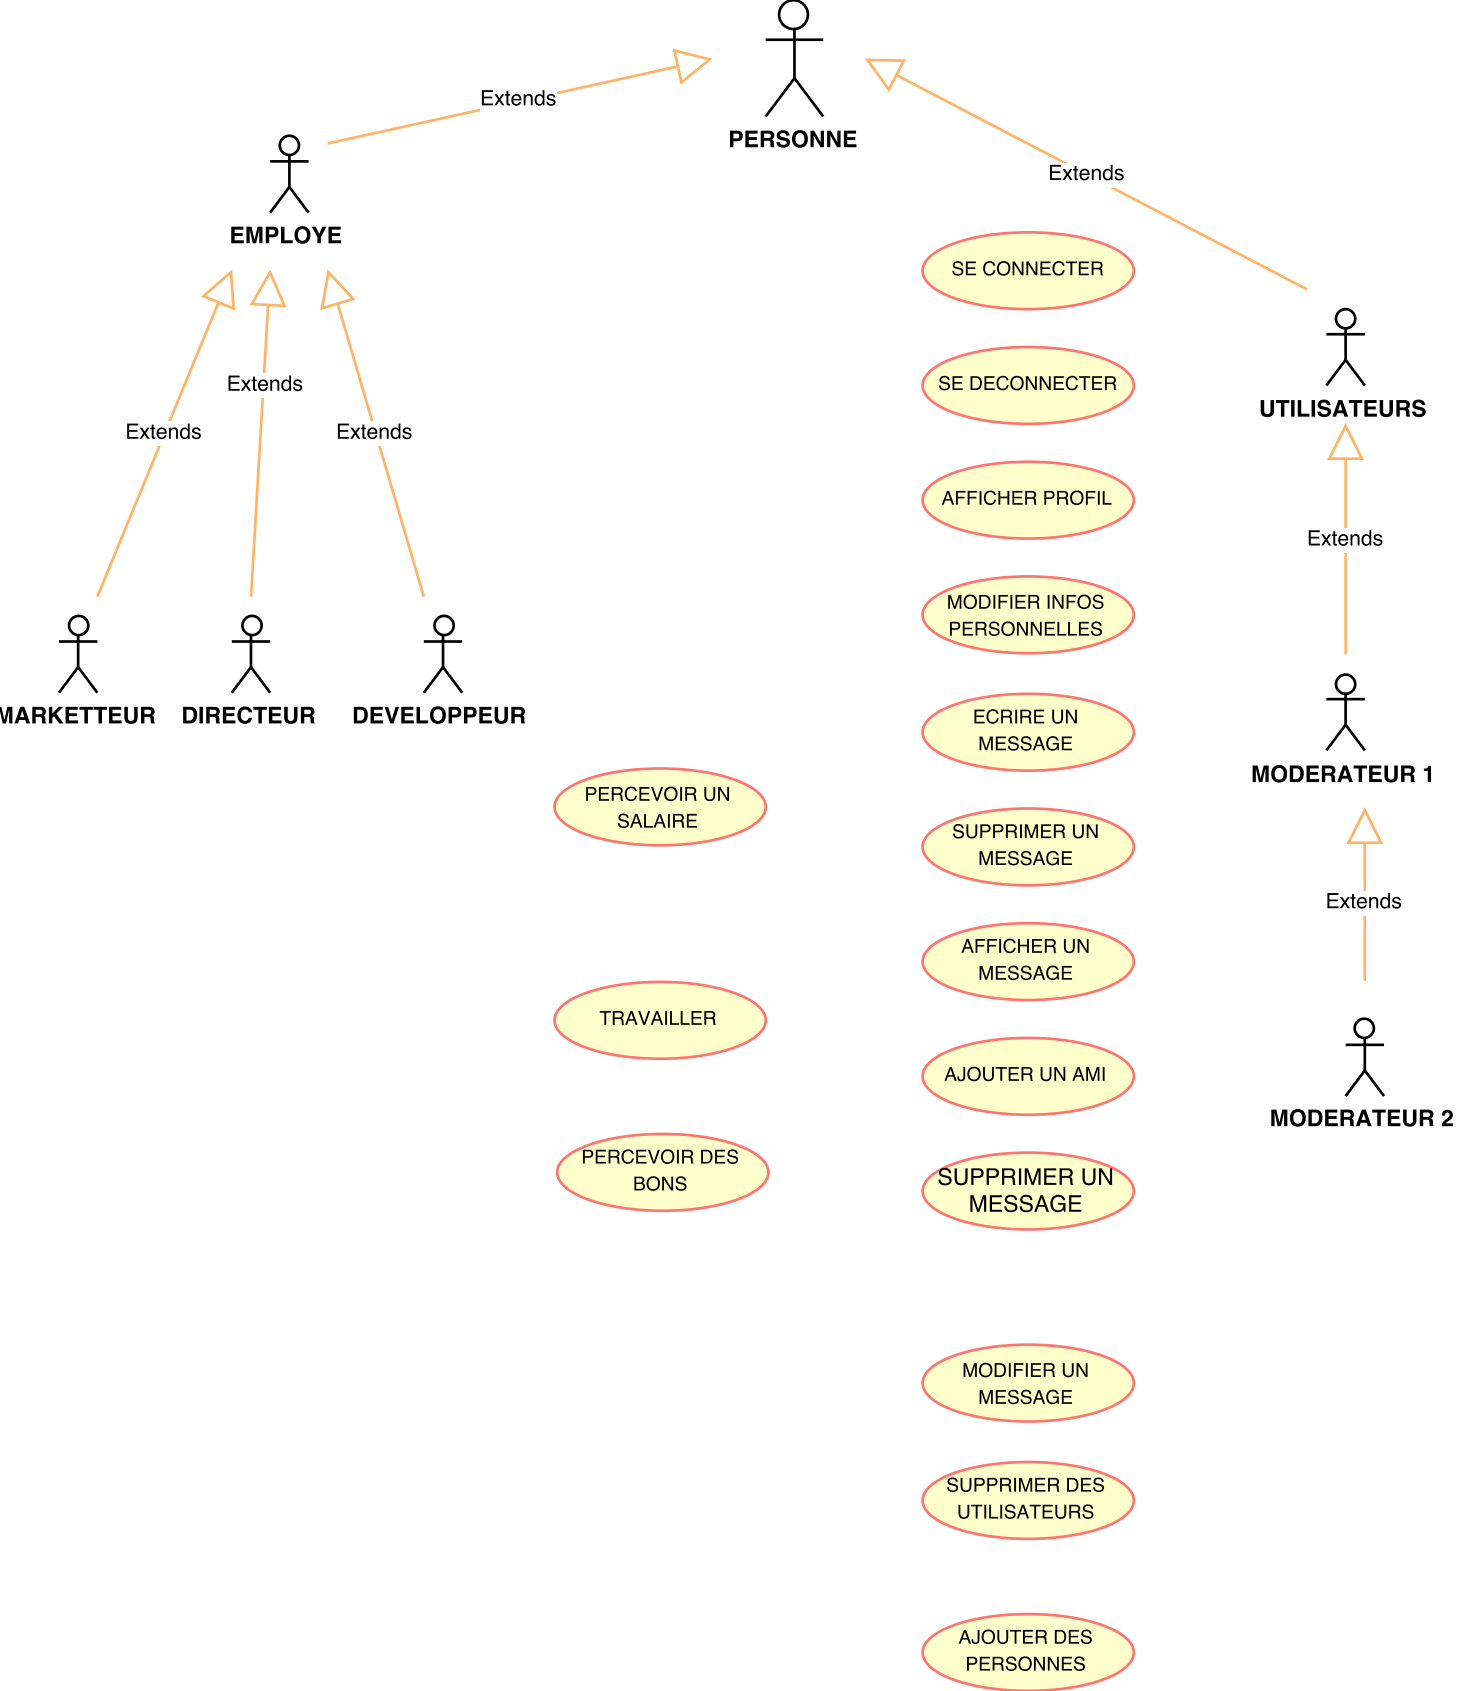 PERSONNE
Extends
Extends
EMPLOYE
SE CONNECTER
UTILISATEURS
SE DECONNECTER
Extends
Extends
Extends
AFFICHER PROFIL
Extends
MODIFIER INFOS
PERSONNELLES
MARKETTEUR
DIRECTEUR
DEVELOPPEUR
ECRIRE UN
MESSAGE
MODERATEUR 1
PERCEVOIR UN
SALAIRE
SUPPRIMER UN
MESSAGE
Extends
AFFICHER UN
MESSAGE
TRAVAILLER
AJOUTER UN AMI
MODERATEUR 2
PERCEVOIR DES
BONS
SUPPRIMER UN
MESSAGE
MODIFIER UN
MESSAGE
SUPPRIMER DES
UTILISATEURS
AJOUTER DES
PERSONNES